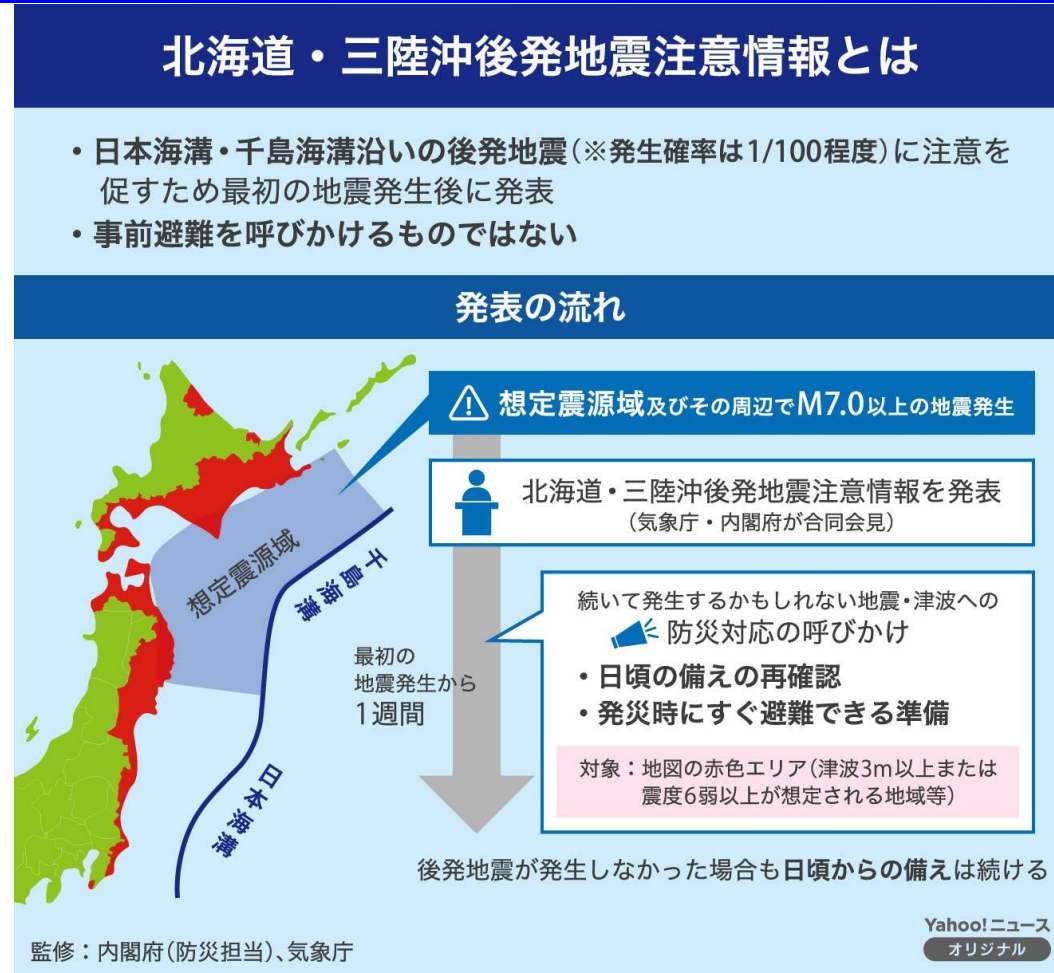 北海道・三陸沖後発地震注意情報とは
・日本海溝・千島海溝沿いの後発地震(※発生確率は1/100程度)に注意を
促すため最初の地震発生後に発表
・事前避難を呼びかけるものではない
発表の流れ
想定震源域及びその周辺でM7.0以上の地震発生
北海道・三陸沖後発地震注意情報を発表
(気象庁・内閣府が合同会見)
想定震源域
千島海溝
日本海溝
最初の
地震発生から
1週間
続いて発生するかもしれない地震・津波への
防災対応の呼びかけ
・日頃の備えの再確認
・発災時にすぐ避難できる準備
対象：地図の赤色エリア(津波3m以上または
震度6弱以上が想定される地域等)
後発地震が発生しなかった場合も日頃からの備えは続ける
監修：内閣府(防災担当)、気象庁
Yahoo!ニュース
オリジナル